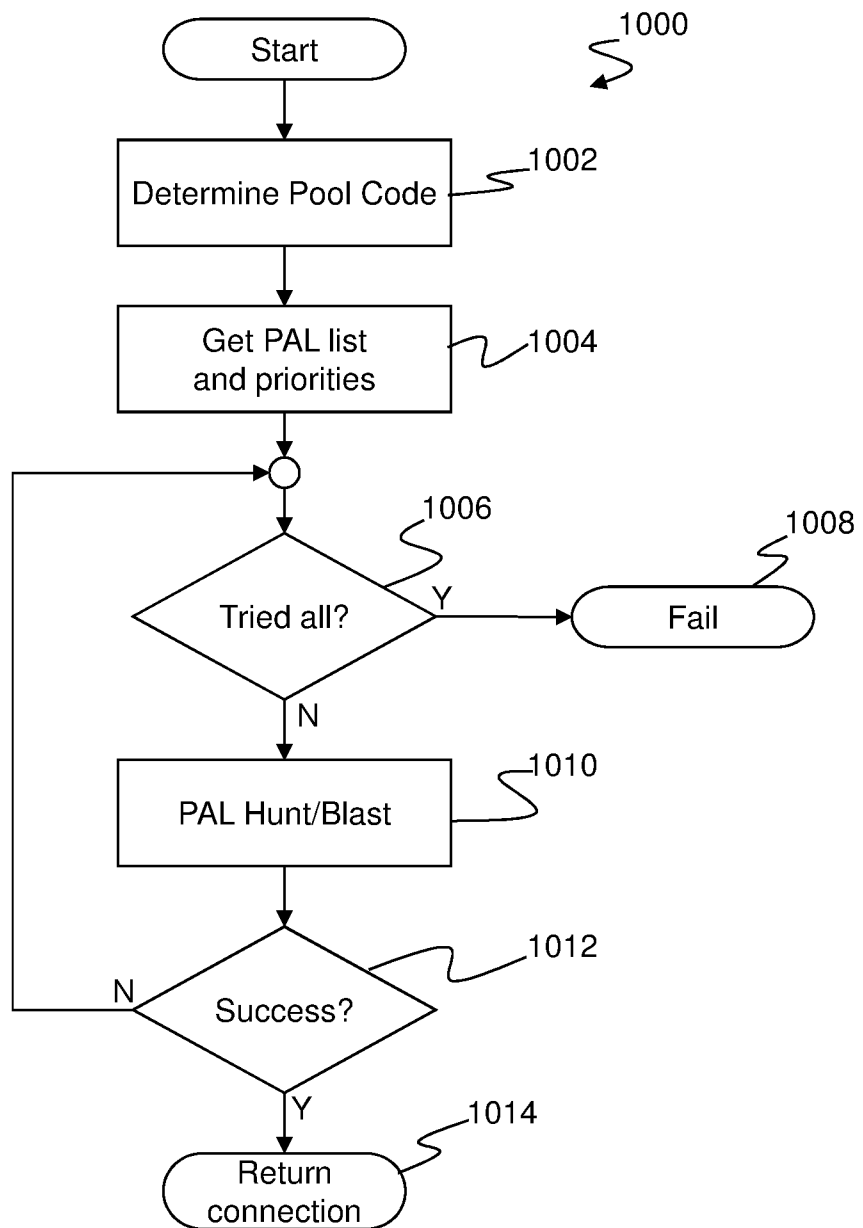 1000
Start
1002
Determine Pool Code
1004
Get PAL list
and priorities
1006
1008
Y
Tried all?
Fail
N
1010
PAL Hunt/Blast
1012
N
Success?
Y
1014
Return
connection